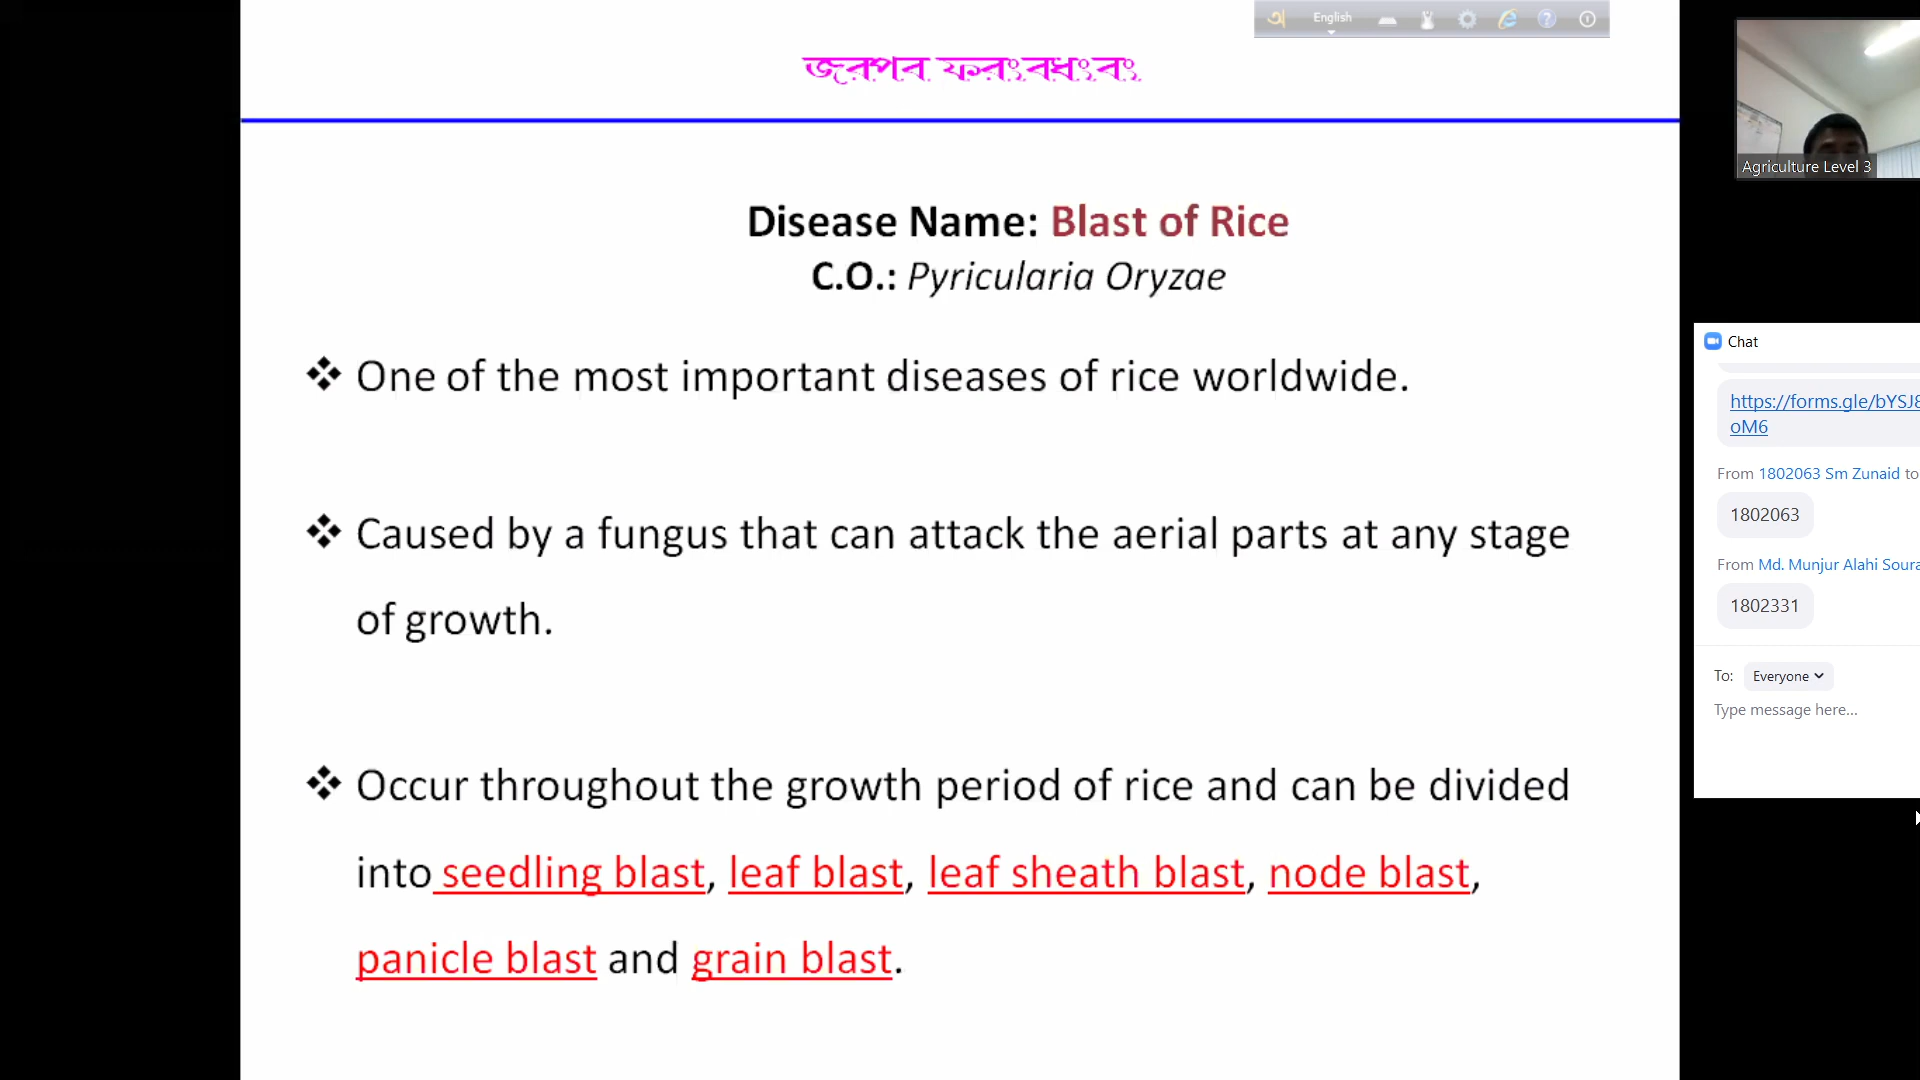 English
জরপব ফরংবধংবং
Disease Name: Blast of Rice
C.O.: Pyricularia Oryzae
❖ One of the most important diseases of rice worldwide.
❖ Caused by a fungus that can attack the aerial parts at any stage
of growth.
❖ Occur throughout the growth period of rice and can be divided
into seedling blast, leaf blast, leaf sheath blast, node blast,
panicle blast and grain blast.
Agriculture Level 3
Chat
https://forms.gle/bYSJ8
oM6
From 1802063 Sm Zunaid to
1802063
From Md. Munjur Alahi Soura
1802331
To: Everyone
Type message here...